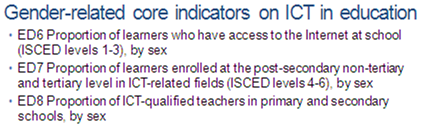 Gender-related core indicators on ICT in education
• ED6 Proportion of learners who have access to the Internet at school
(ISCED levels 1-3), by sex
• ED7 Proportion of learners enrolled at the post-secondary non-tertiary
and tertiary level in ICT-related fields (ISCED levels 4-6), by sex
• ED8 Proportion of ICT-qualified teachers in primary and secondary
schools, by sex